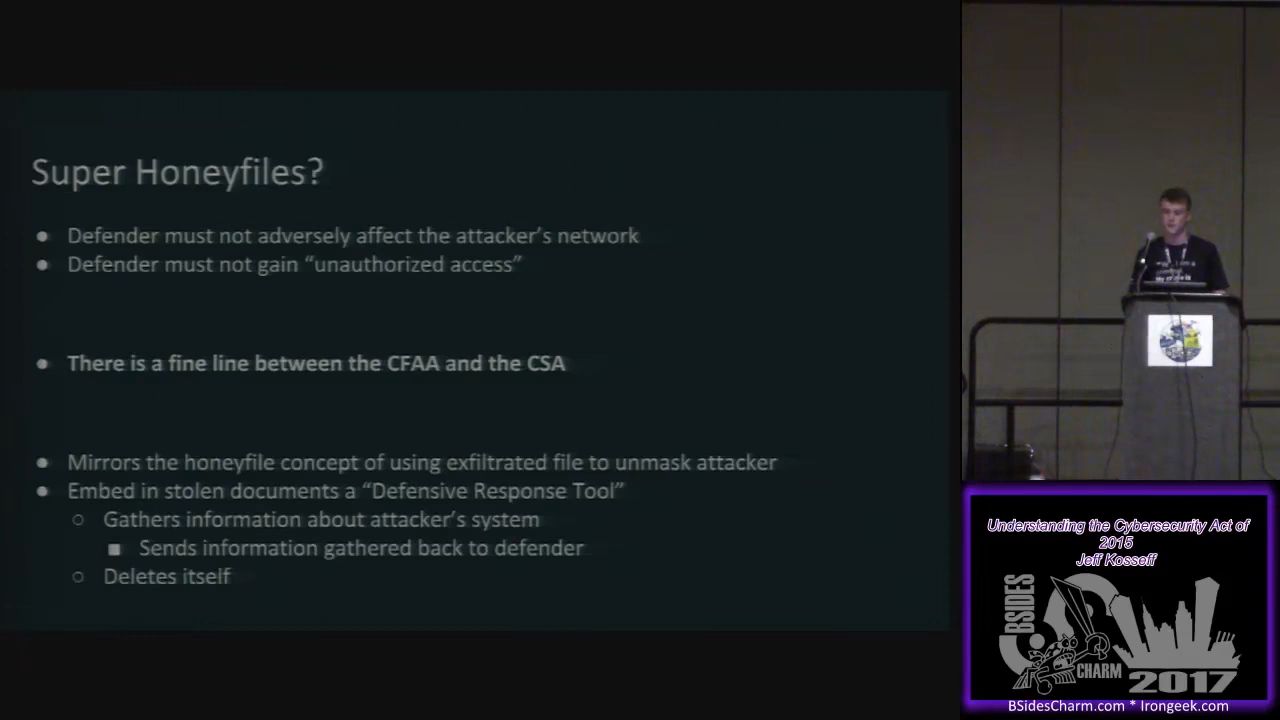 Super Honeyfiles?
● Defender must not adversely affect the attacker's network
● Defender must not gain "unauthorized access"
● There is a fine line between the CFAA and the CSA
● Mirrors the honeyfile concept of using exfiltrated file to unmask attacker
● Embed in stolen documents a "Defensive Response Tool"
○ Gathers information about attacker's system
■ Sends information gathered back to defender
○ Deletes itself
Understanding the Cybersecurity Act of
2015
Jeff Kosseff
BSIDES
CHARM
2017
BSidesCharm.com * Irongeek.com